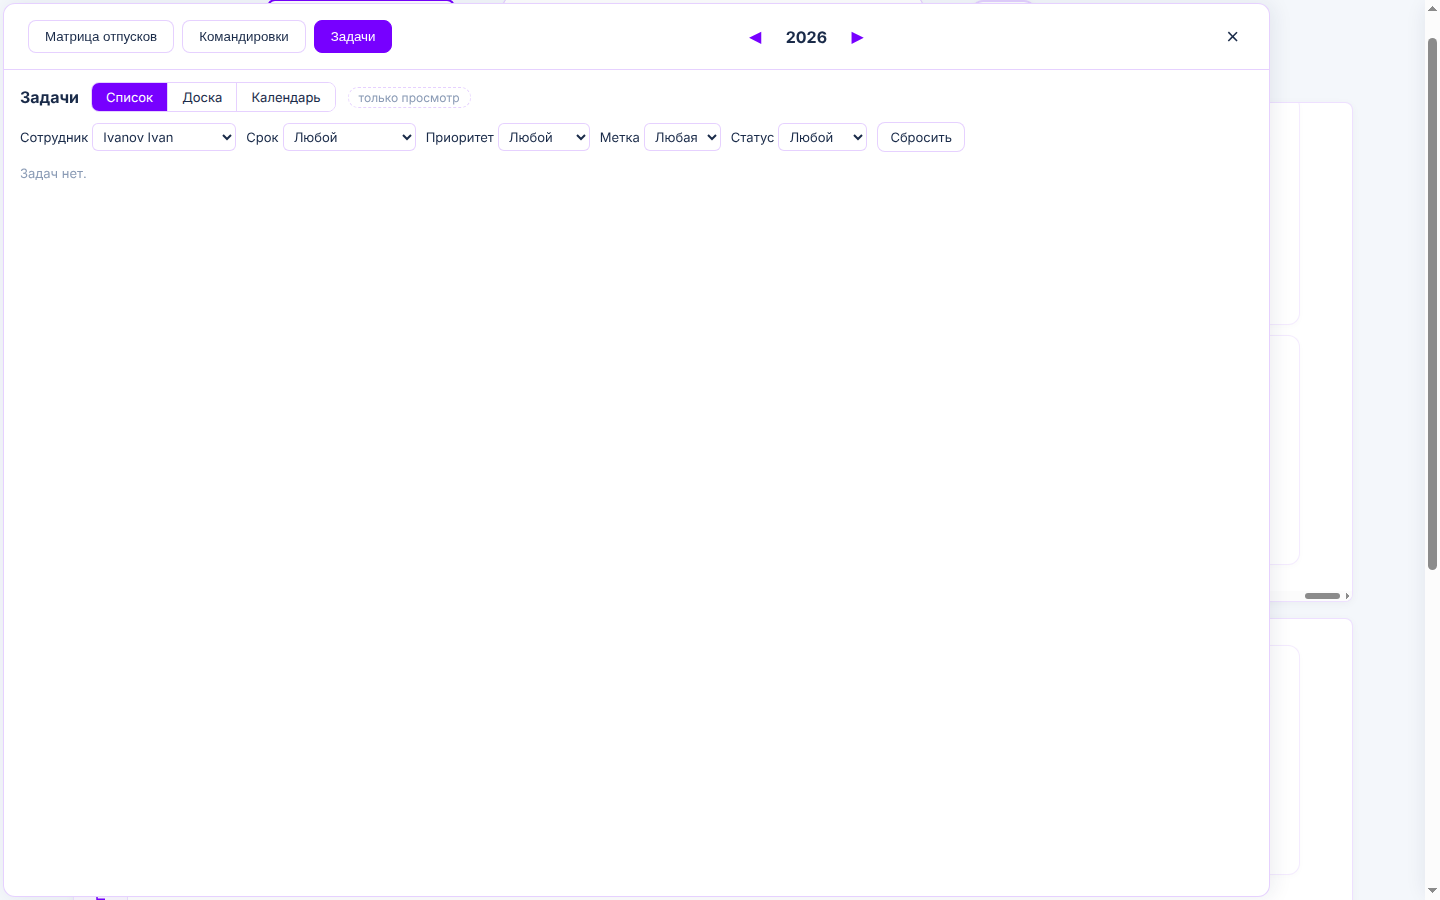 Матрица отпусков Командировки Задачи ◀ 2026 ▶ ×
Задачи Список Доска Календарь только просмотр
Сотрудник Ivanov Ivan Срок Любой Приоритет Любой Метка Любая Статус Любой Сбросить
Задач нет.